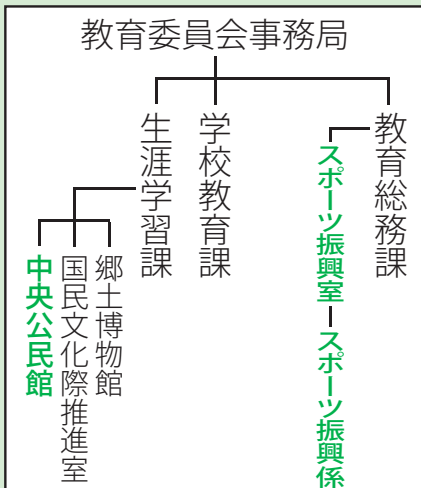 教育委員会事務局
教育総務課
スポーツ振興室
スポーツ振興係
学校教育課
生涯学習課
郷土博物館
国民文化際推進室
中央公民館